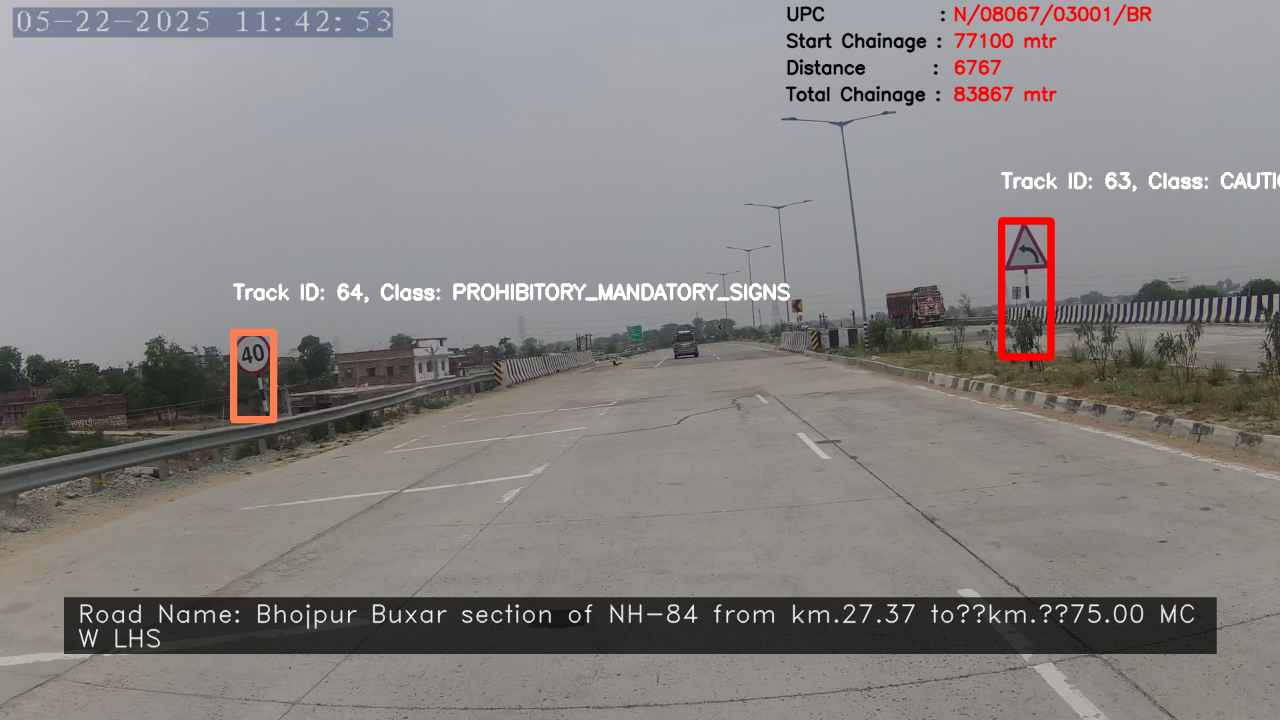 05-22-2025 11:42:53
UPC : N/08067/03001/BR
Start Chainage : 77100 mtr
Distance : 6767
Total Chainage : 83867 mtr
Track ID: 63, Class: CAUTI
Track ID: 64, Class: PROHIBITORY_MANDATORY_SIGNS
40
Road Name: Bhojpur Buxar section of NH-84 from km.27.37 to??km.??75.00 MC
W LHS